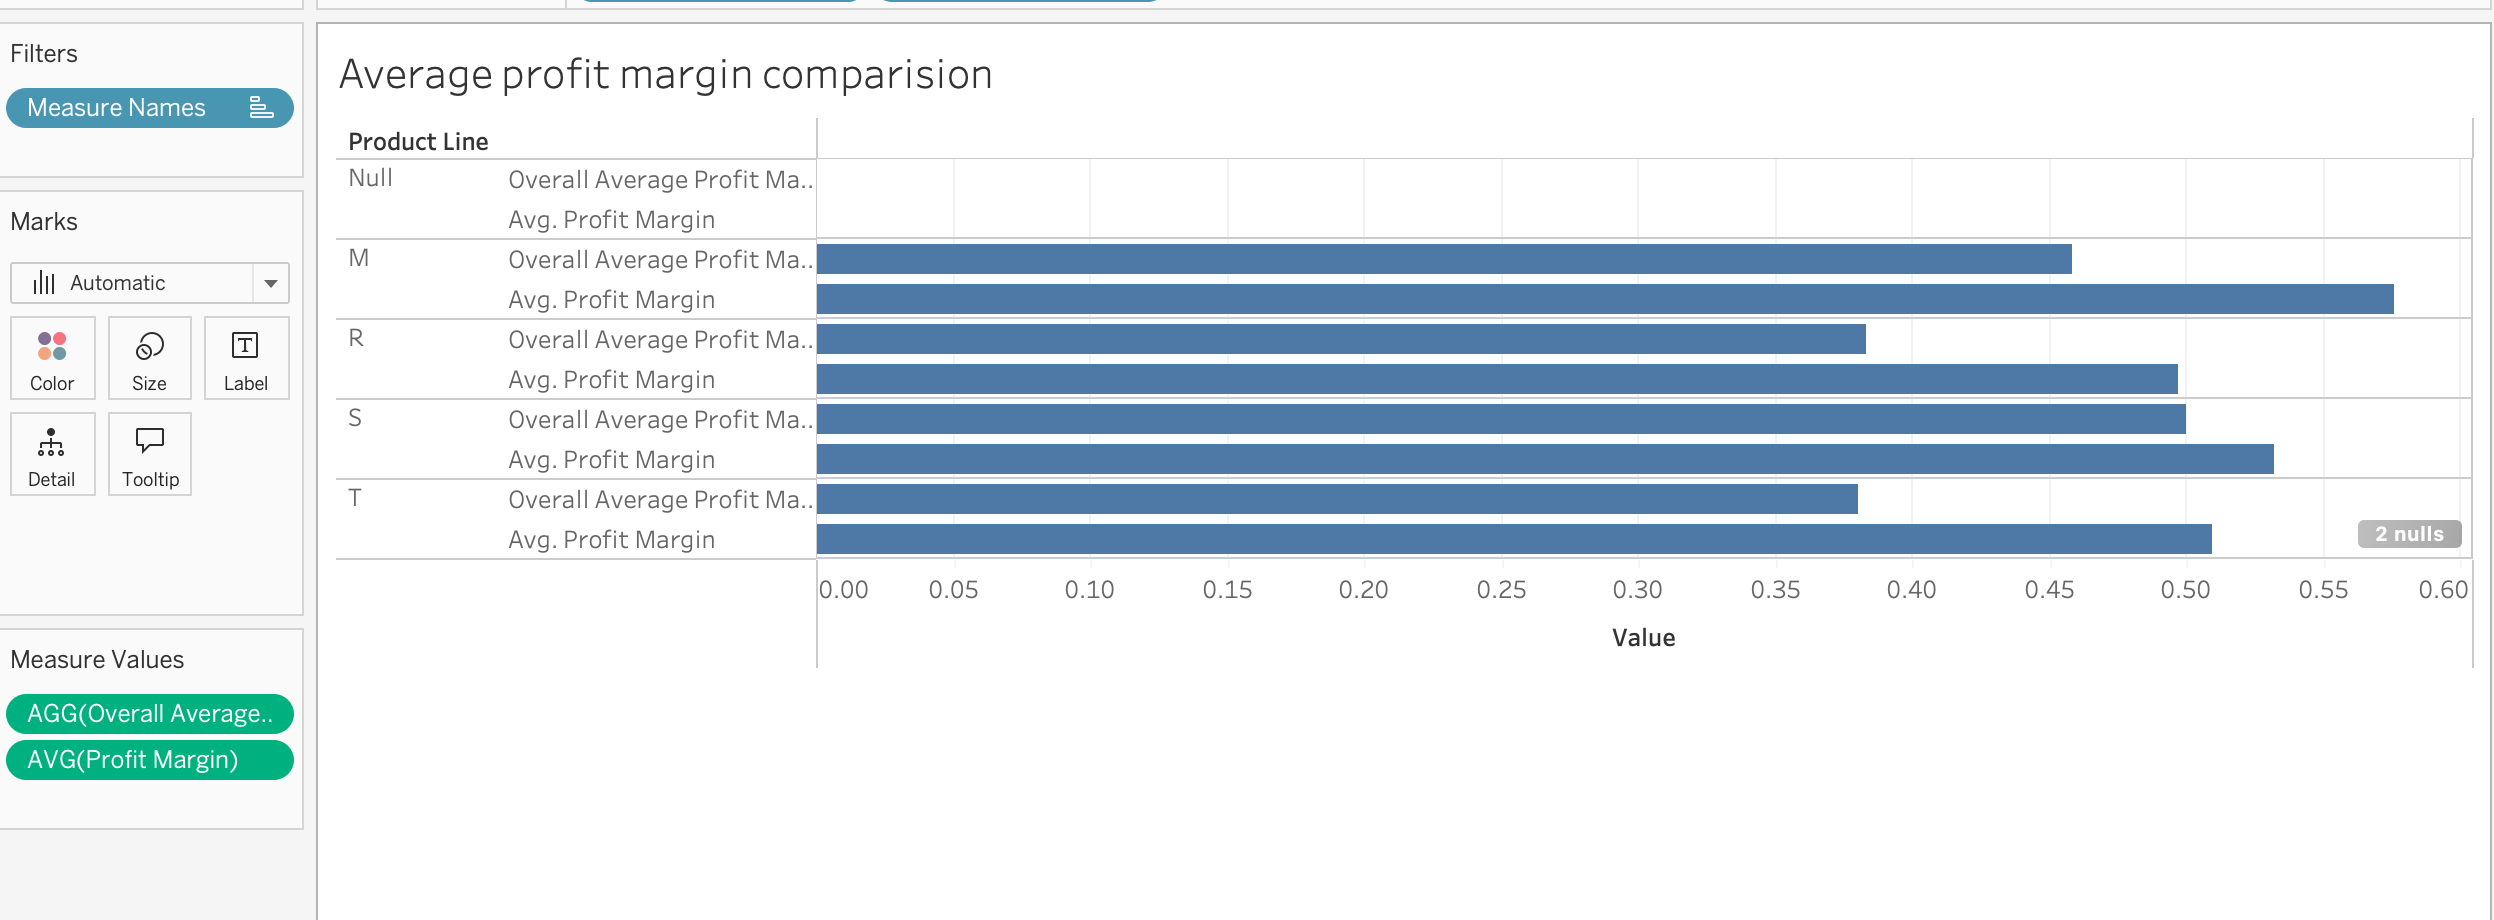 Filters
Measure Names
Marks
Automatic
Color
Size
Label
Detail
Tooltip
Measure Values
AGG(Overall Average..
AVG(Profit Margin)
Average profit margin comparision
Product Line
Null
Overall Average Profit Ma..
Avg. Profit Margin
M
Overall Average Profit Ma..
Avg. Profit Margin
R
Overall Average Profit Ma..
Avg. Profit Margin
S
Overall Average Profit Ma..
Avg. Profit Margin
T
Overall Average Profit Ma..
Avg. Profit Margin
2 nulls
0.00 0.05 0.10 0.15 0.20 0.25 0.30 0.35 0.40 0.45 0.50 0.55 0.60
Value